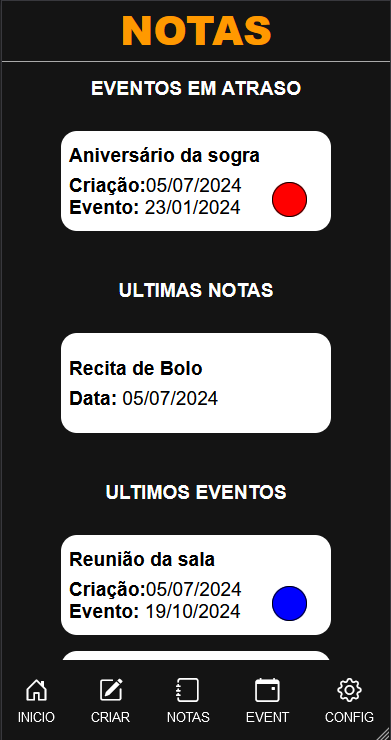 NOTAS
EVENTOS EM ATRASO
Aniversário da sogra
Criação:05/07/2024
Evento: 23/01/2024
ULTIMAS NOTAS
Recita de Bolo
Data: 05/07/2024
ULTIMOS EVENTOS
Reunião da sala
Criação:05/07/2024
Evento: 19/10/2024
INICIO CRIAR NOTAS EVENT CONFIG